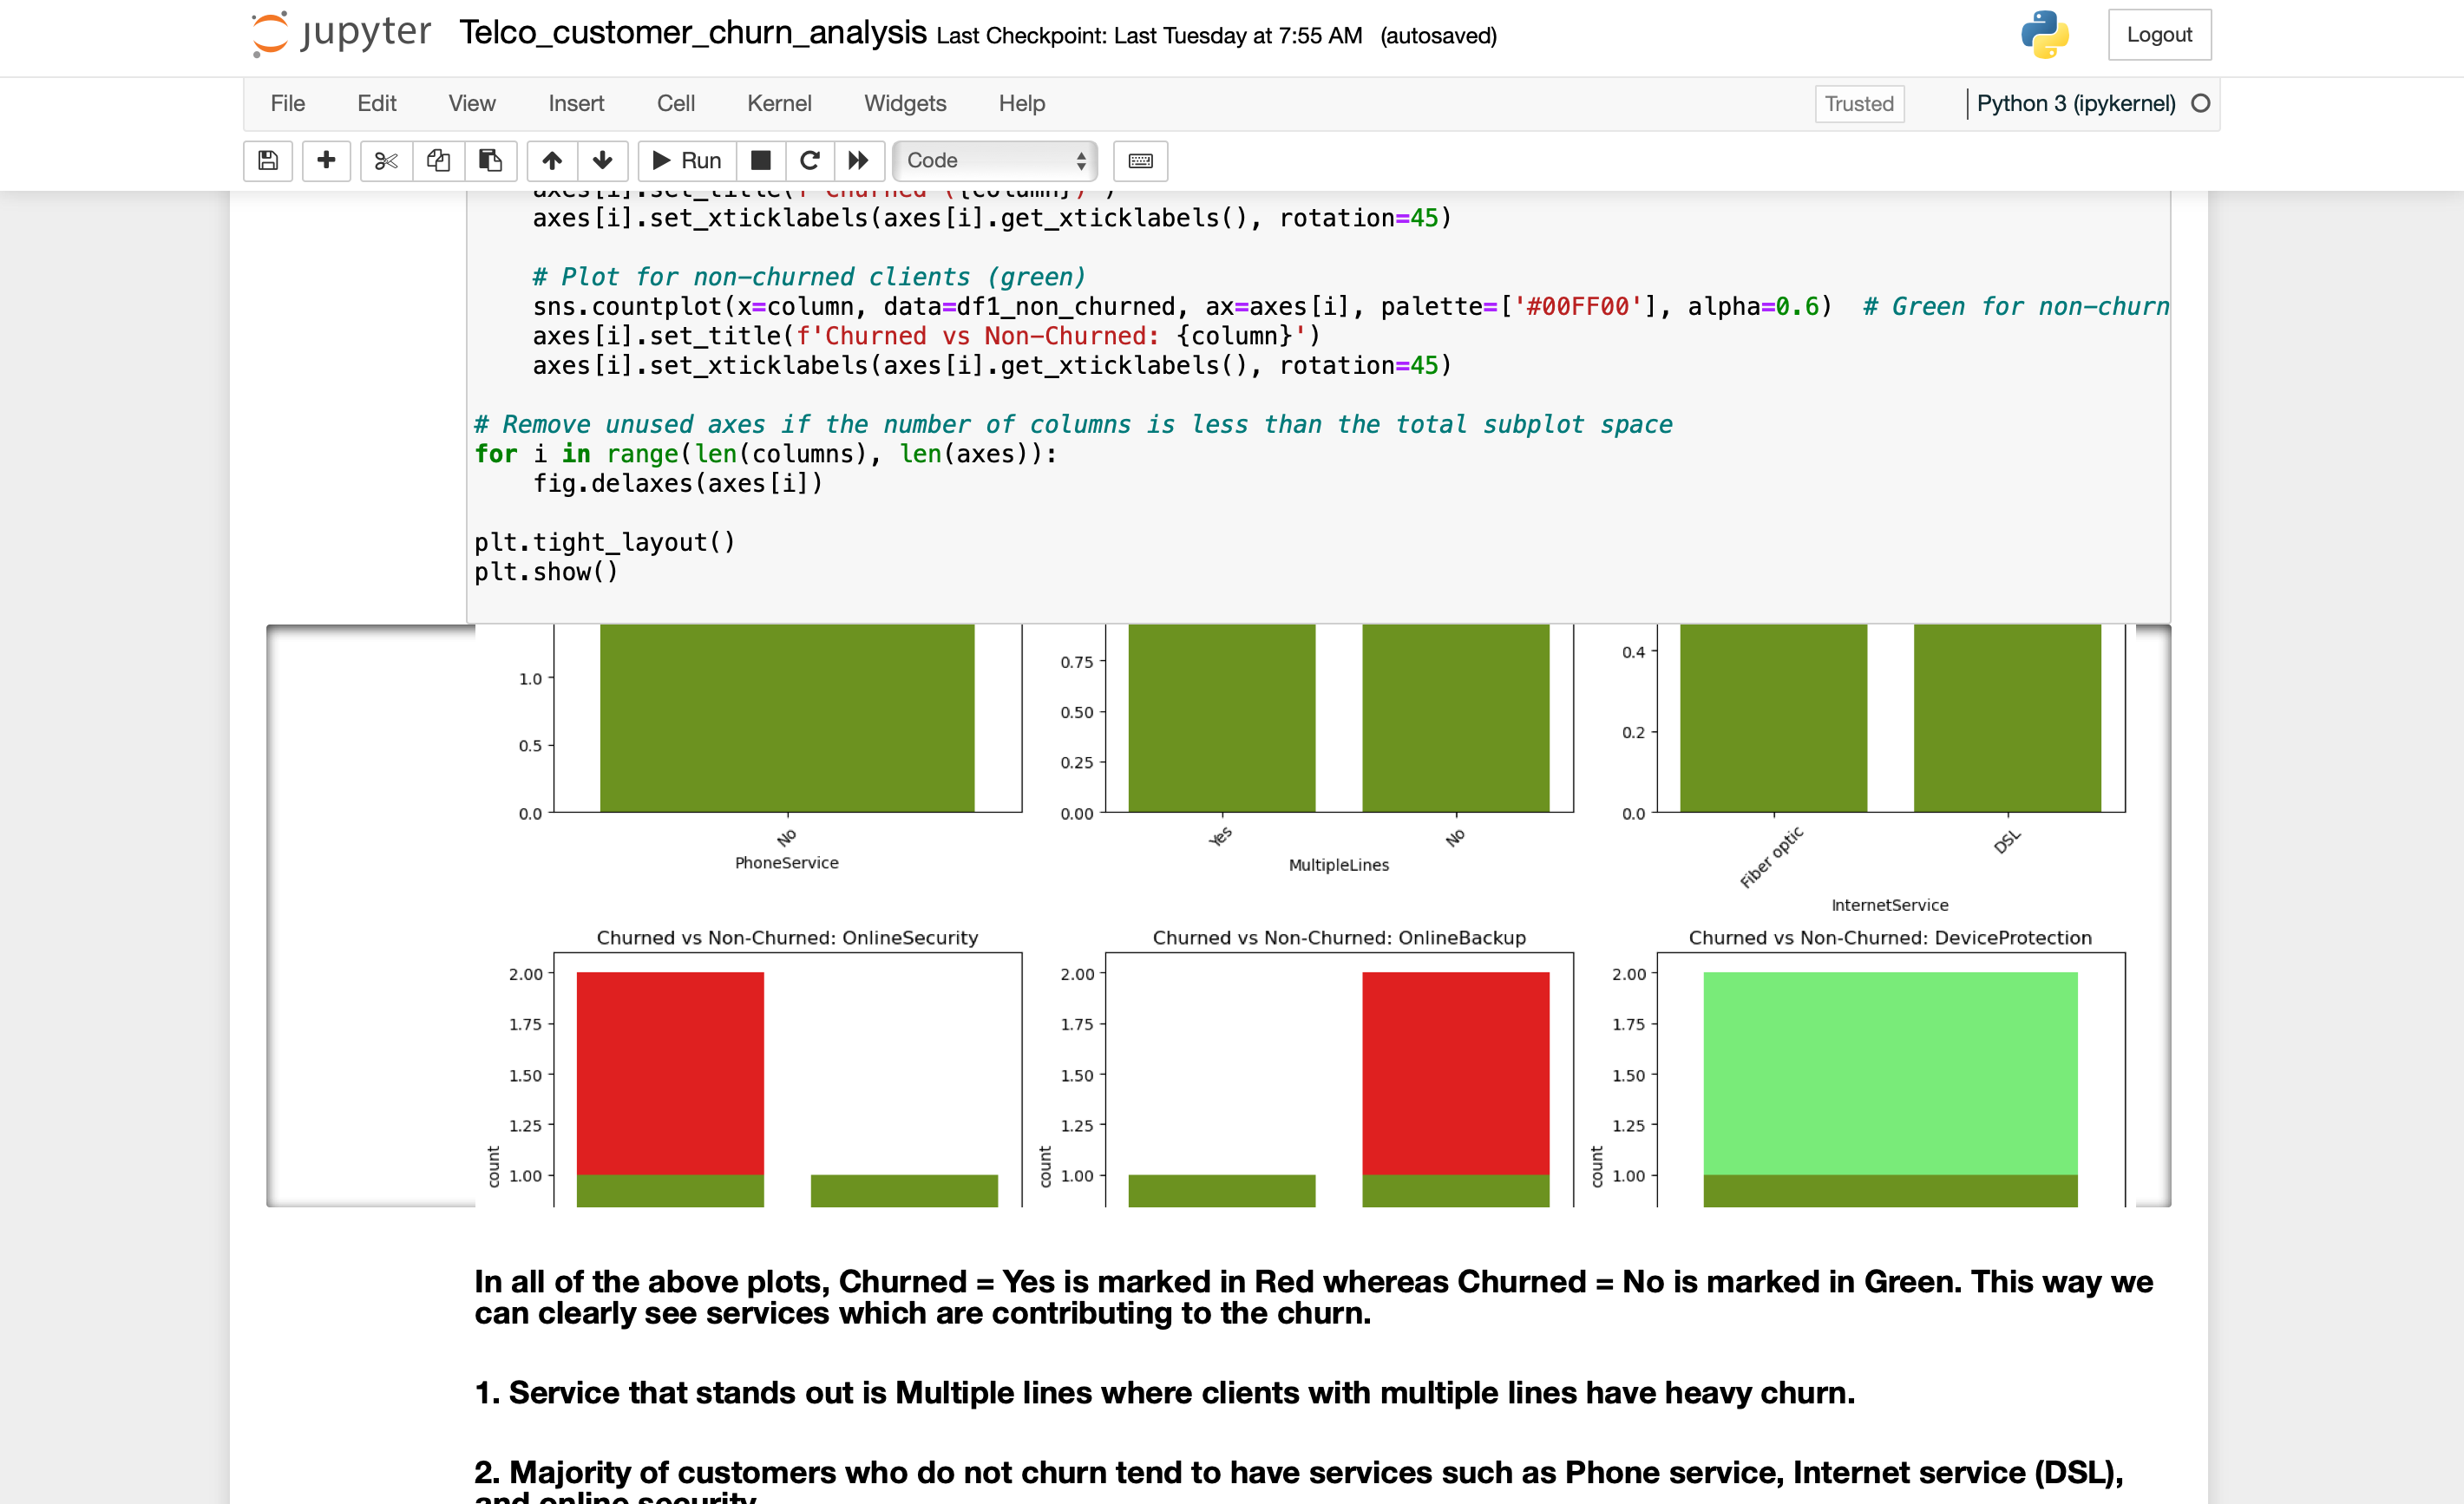 jupyter Telco_customer_churn_analysis Last Checkpoint: Last Tuesday at 7:55 AM (autosaved) Logout
File Edit View Insert Cell Kernel Widgets Help Trusted Python 3 (ipykernel)
Run Code
axes[i].set_title(f'Churned ({column})')
axes[i].set_xticklabels(axes[i].get_xticklabels(), rotation=45)
# Plot for non-churned clients (green)
sns.countplot(x=column, data=df1_non_churned, ax=axes[i], palette=['#00FF00'], alpha=0.6) # Green for non-churn
axes[i].set_title(f'Churned vs Non-Churned: {column}')
axes[i].set_xticklabels(axes[i].get_xticklabels(), rotation=45)
# Remove unused axes if the number of columns is less than the total subplot space
for i in range(len(columns), len(axes)):
fig.delaxes(axes[i])
plt.tight_layout()
plt.show()
1.0
0.5
0.0
No
PhoneService
0.75
0.50
0.25
0.00
Yes No
MultipleLines
0.4
0.2
0.0
Fiber optic DSL
InternetService
Churned vs Non-Churned: OnlineSecurity
2.00
1.75
1.50
1.25
1.00
count
Churned vs Non-Churned: OnlineBackup
2.00
1.75
1.50
1.25
1.00
count
Churned vs Non-Churned: DeviceProtection
2.00
1.75
1.50
1.25
1.00
count
In all of the above plots, Churned = Yes is marked in Red whereas Churned = No is marked in Green. This way we
can clearly see services which are contributing to the churn.
1. Service that stands out is Multiple lines where clients with multiple lines have heavy churn.
2. Majority of customers who do not churn tend to have services such as Phone service, Internet service (DSL),
and online security